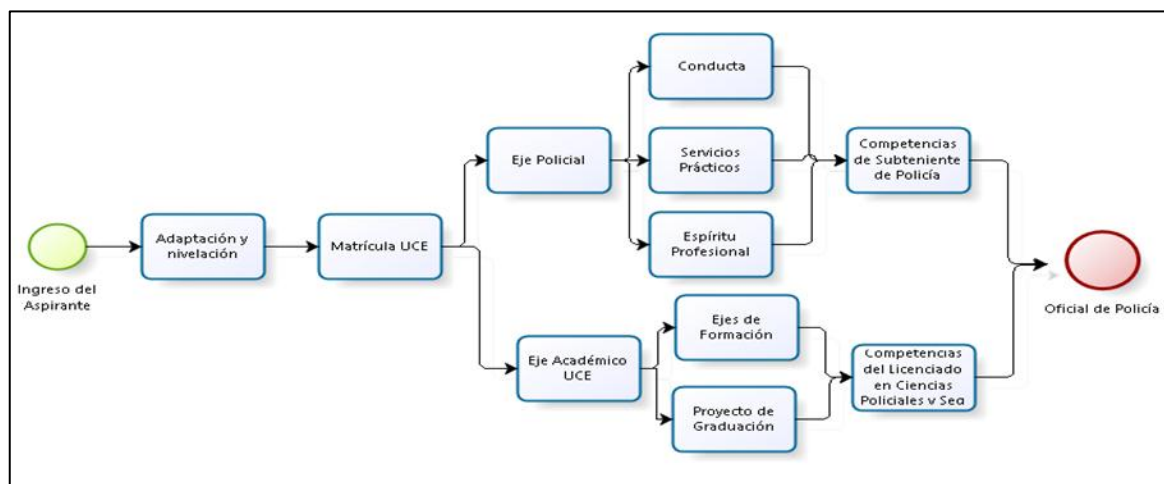 Conducta
Eje Policial
Servicios
Prácticos
Competencias
de Subteniente
de Policía
Espíritu
Profesional
Adaptación y
nivelación
Matrícula UCE
Ingreso del
Aspirante
Oficial de Policía
Eje Académico
UCE
Ejes de
Formación
Proyecto de
Graduación
Competencias
del Licenciado
en Ciencias
Policiales y Seg